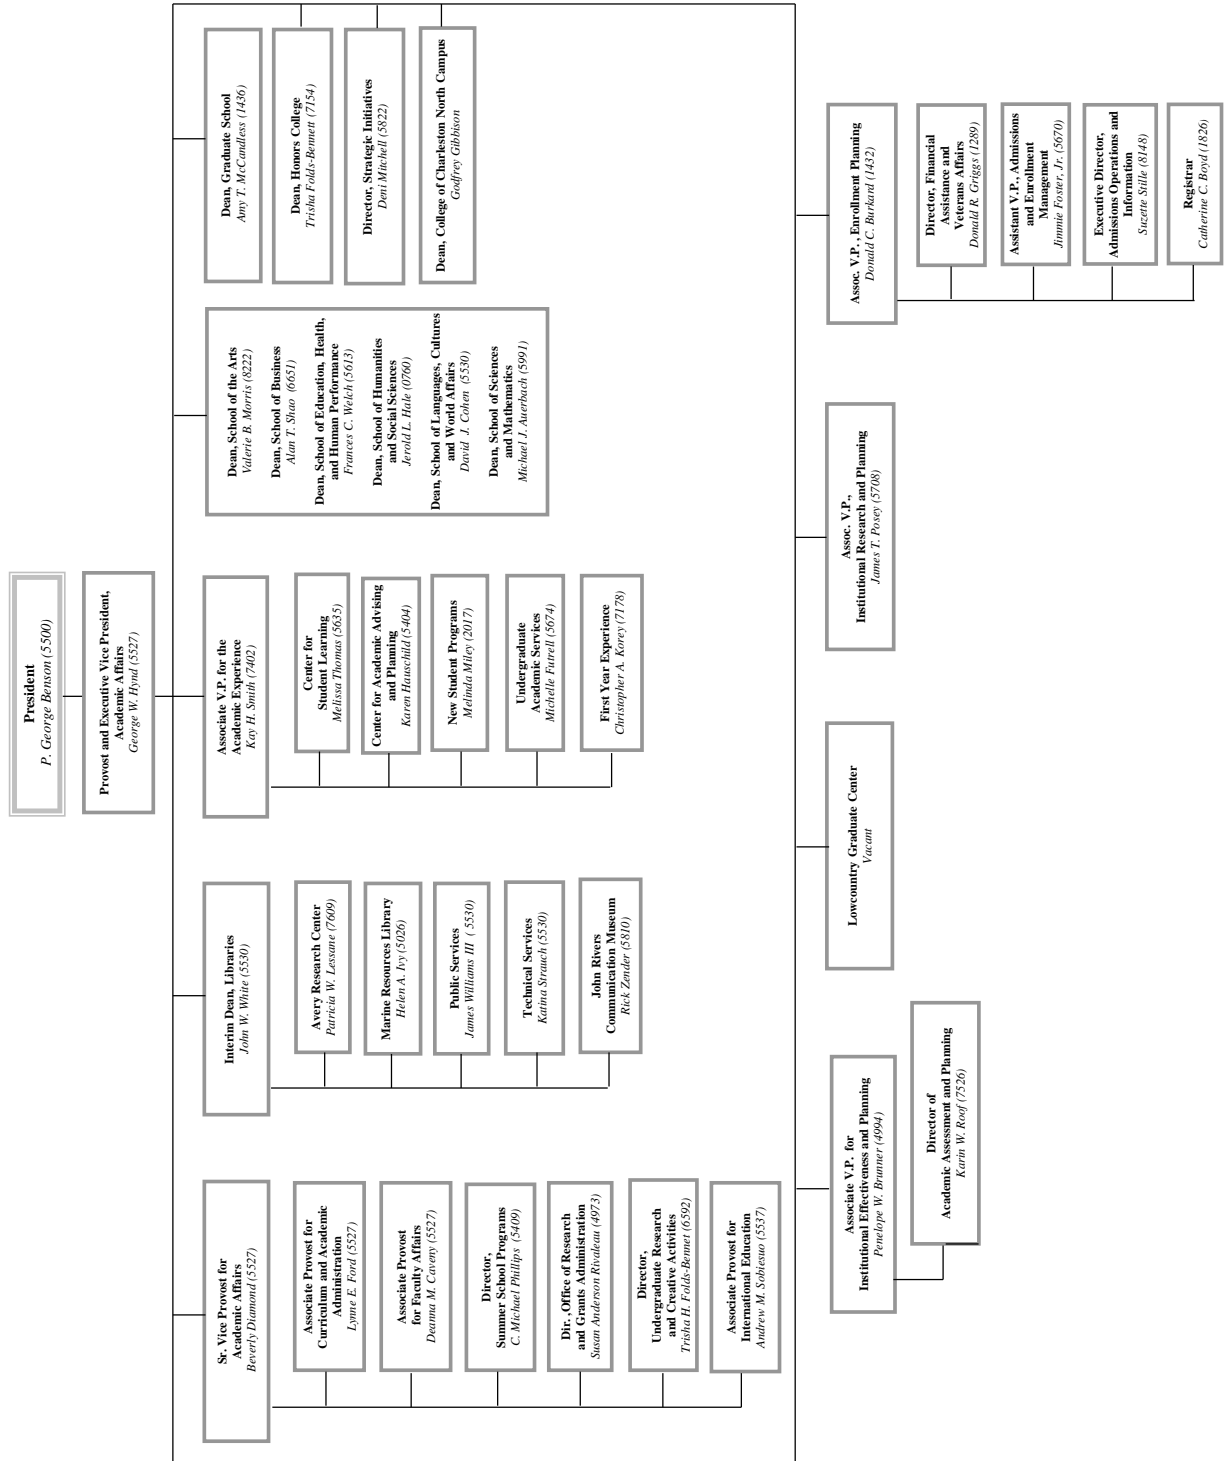 President
P. George Benson (5500)
Provost and Executive Vice President,
Academic Affairs
George W. Hynd (5527)
Sr. Vice Provost for
Academic Affairs
Beverly Diamond (5527)
Associate Provost for
Curriculum and Academic
Administration
Lynne E. Ford (5527)
Associate Provost
for Faculty Affairs
Deanna M. Caveny (5527)
Director,
Summer School Programs
C. Michael Phillips (5409)
Dir. ,Office of Research
and Grants Administration
Susan Anderson Rivaleau (4973)
Director,
Undergraduate Research
and Creative Activities
Trisha H. Folds-Bennet (6592)
Associate Provost for
International Education
Andrew M. Sobiesuo (5537)
Interim Dean, Libraries
John W. White (5530)
Avery Research Center
Patricia W. Lessane (7609)
Marine Resources Library
Helen A. Ivy (5026)
Public Services
James Williams III ( 5530)
Technical Services
Katina Strauch (5530)
John Rivers
Communication Museum
Rick Zender (5810)
Associate V.P. for the
Academic Experience
Kay H. Smith (7402)
Center for
Student Learning
Melissa Thomas (5635)
Center for Academic Advising
and Planning
Karen Hauschild (5404)
New Student Programs
Melinda Miley (2017)
Undergraduate
Academic Services
Michelle Futrell (5674)
First Year Experience
Christopher A. Korey (7178)
Dean, School of the Arts
Valerie B. Morris (8222)
Dean, School of Business
Alan T. Shao (6651)
Dean, School of Education, Health,
and Human Performance
Frances C. Welch (5613)
Dean, School of Humanities
and Social Sciences
Jerold L. Hale (0760)
Dean, School of Languages, Cultures
and World Affairs
David J. Cohen (5530)
Dean, School of Sciences
and Mathematics
Michael J. Auerbach (5991)
Dean, Graduate School
Amy T. McCandless (1436)
Dean, Honors College
Trisha Folds-Bennett (7154)
Director, Strategic Initiatives
Deni Mitchell (5822)
Dean, College of Charleston North Campus
Godfrey Gibbison
Associate V.P. for
Institutional Effectiveness and Planning
Penelope W. Brunner (4994)
Director of
Academic Assessment and Planning
Karin W. Roof (7526)
Lowcountry Graduate Center
Vacant
Assoc. V.P.,
Institutional Research and Planning
James T. Posey (5708)
Assoc. V.P. , Enrollment Planning
Donald C. Burkard (1432)
Director, Financial
Assistance and
Veterans Affairs
Donald R. Griggs (1289)
Assistant V.P., Admissions
and Enrollment
Management
Jimmie Foster, Jr. (5670)
Executive Director,
Admissions Operations and
Information
Suzette Stille (8148)
Registrar
Catherine C. Boyd (1826)